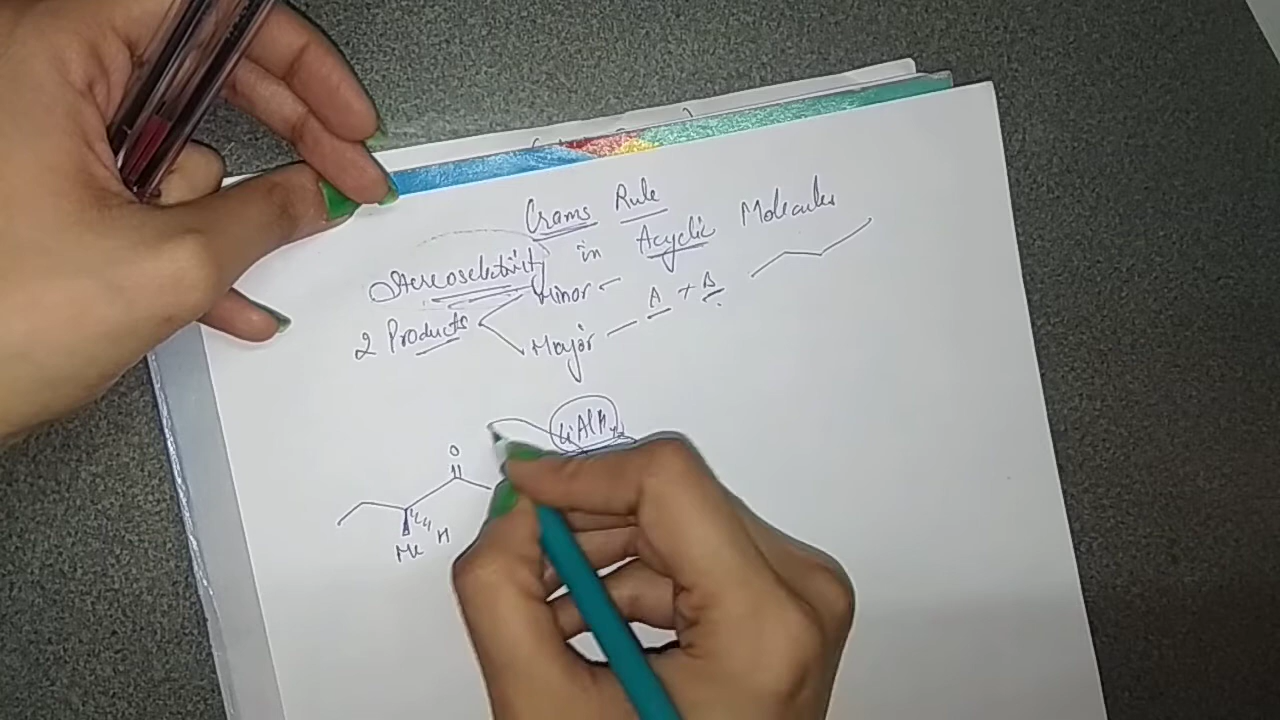 Crams Rule
in Acyclic Molecules
Stereoselectivity
2 Products
Minor
Major A + B
LiAlH4
O
H
Me